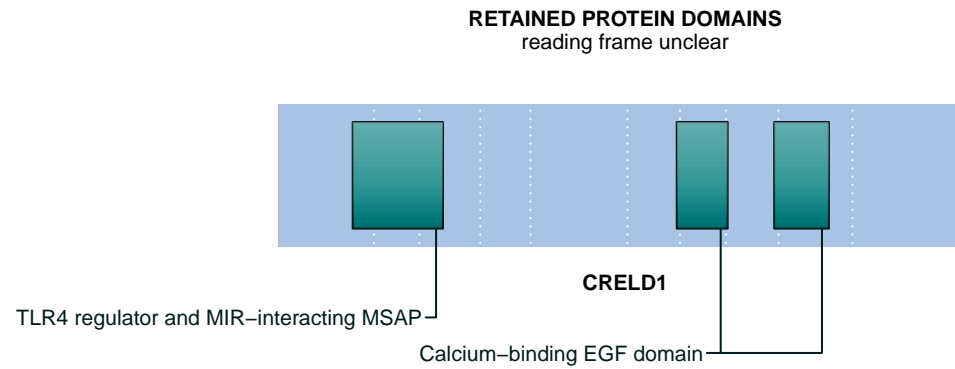 RETAINED PROTEIN DOMAINS
reading frame unclear
CRELD1
TLR4 regulator and MIR−interacting MSAP
Calcium−binding EGF domain